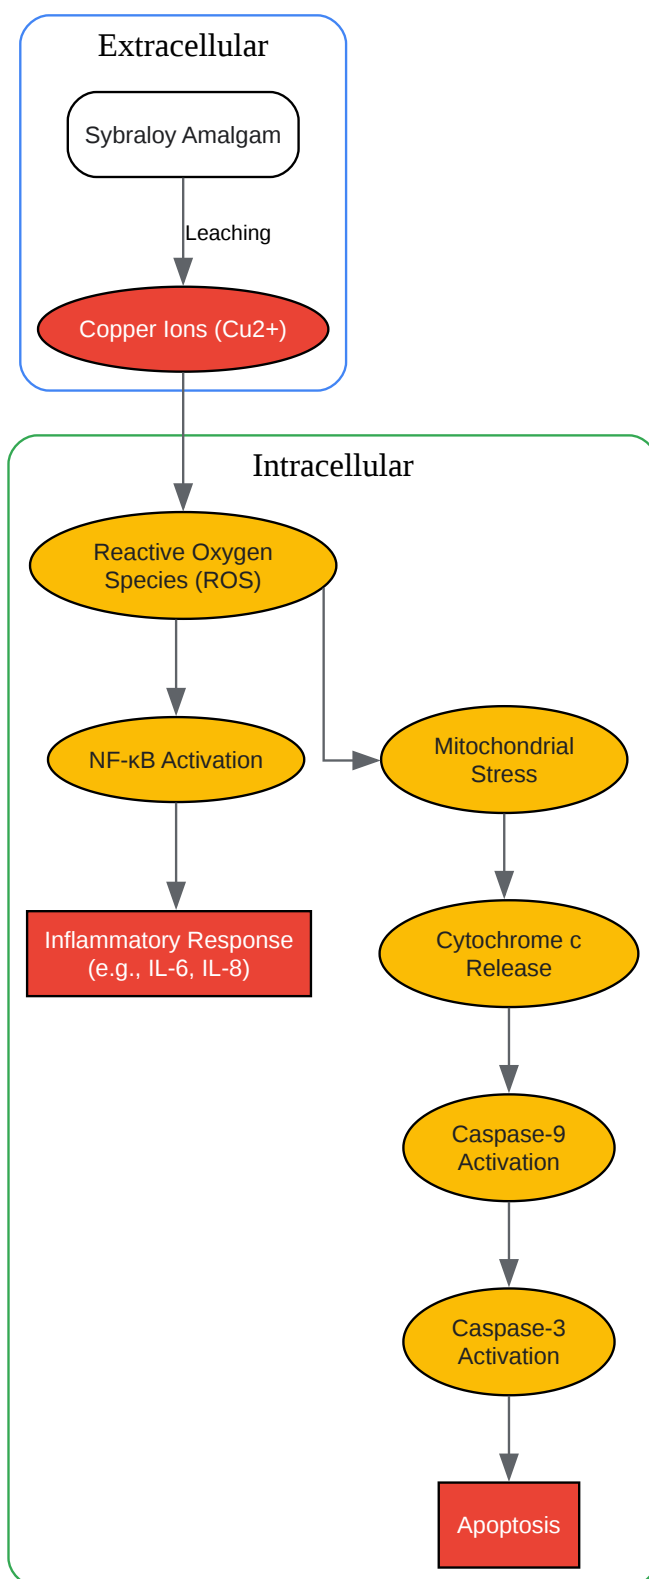 Extracellular
Sybraloy Amalgam
Leaching
Copper Ions (Cu2+)
Intracellular
Reactive Oxygen
Species (ROS)
NF-κB Activation
Mitochondrial
Stress
Inflammatory Response
(e.g., IL-6, IL-8)
Cytochrome c
Release
Caspase-9
Activation
Caspase-3
Activation
Apoptosis